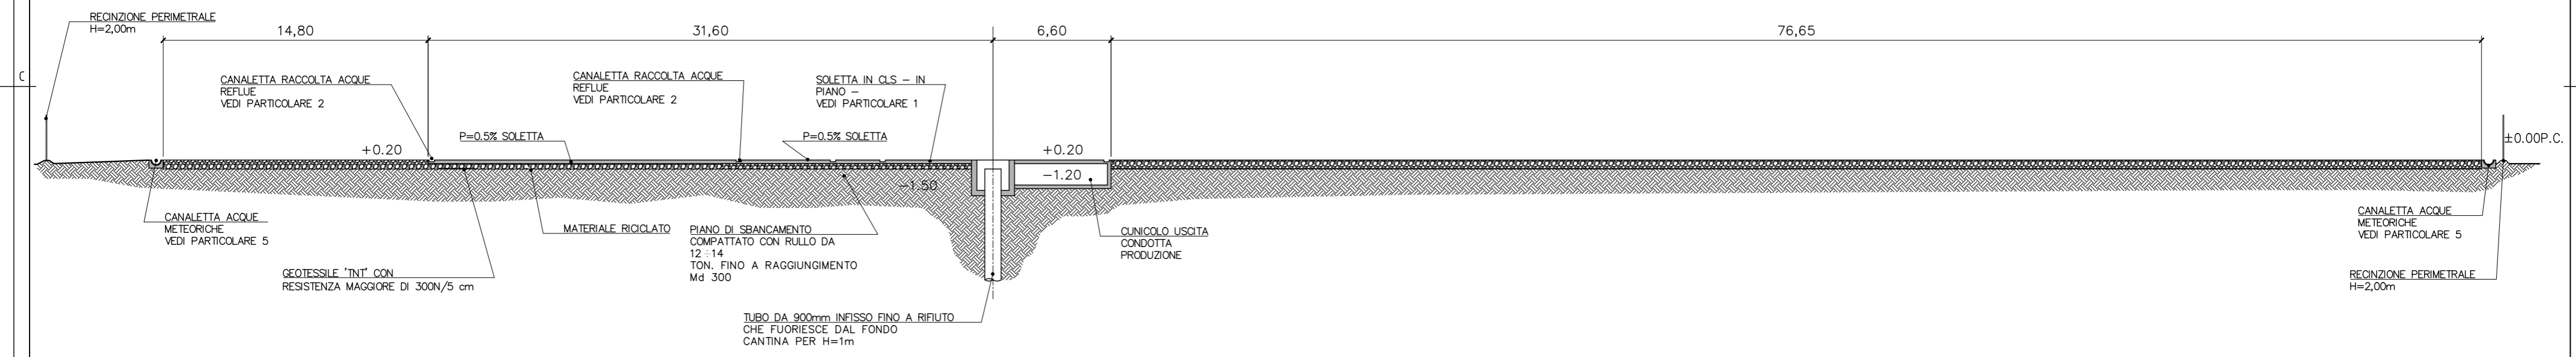 RECINZIONE PERIMETRALE
H=2,00m
14,80
31,60
6,60
76,65
C
CANALETTA RACCOLTA ACQUE
REFLUE
VEDI PARTICOLARE 2
CANALETTA RACCOLTA ACQUE
REFLUE
VEDI PARTICOLARE 2
SOLETTA IN CLS – IN
PIANO –
VEDI PARTICOLARE 1
P=0.5% SOLETTA
P=0.5% SOLETTA
±0.00P.C.
+0.20
+0.20
-1.20
-1.50
CANALETTA ACQUE
METEORICHE
VEDI PARTICOLARE 5
MATERIALE RICICLATO
PIANO DI SBANCAMENTO
COMPATTATO CON RULLO DA
12÷14
TON. FINO A RAGGIUNGIMENTO
Md 300
CUNICOLO USCITA
CONDOTTA
PRODUZIONE
CANALETTA ACQUE
METEORICHE
VEDI PARTICOLARE 5
GEOTESSILE 'TNT' CON
RESISTENZA MAGGIORE DI 300N/5 cm
RECINZIONE PERIMETRALE
H=2,00m
TUBO DA 900mm INFISSO FINO A RIFIUTO
CHE FUORIESCE DAL FONDO
CANTINA PER H=1m